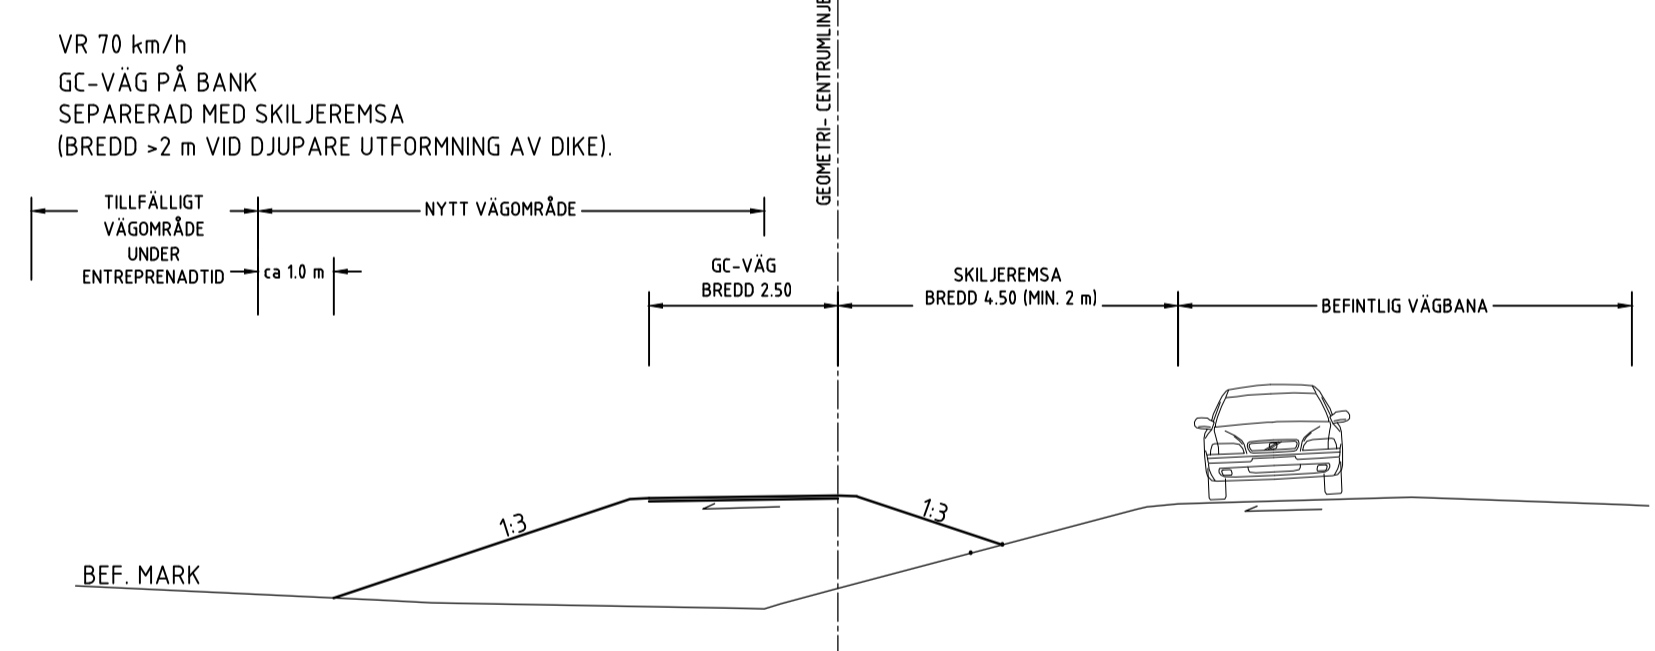 VR 70 km/h
GC-VÄG PÅ BANK
SEPARERAD MED SKILJEREMSA
(BREDD >2 m VID DJUPARE UTFORMNING AV DIKE).
GEOMETRI- CENTRUMLINJE
TILLFÄLLIGT
VÄGOMRÅDE
UNDER
ENTREPRENADTID
NYTT VÄGOMRÅDE
ca 1.0 m
GC-VÄG
BREDD 2.50
SKILJEREMSA
BREDD 4.50 (MIN. 2 m)
BEFINTLIG VÄGBANA
1:3
1:3
BEF. MARK